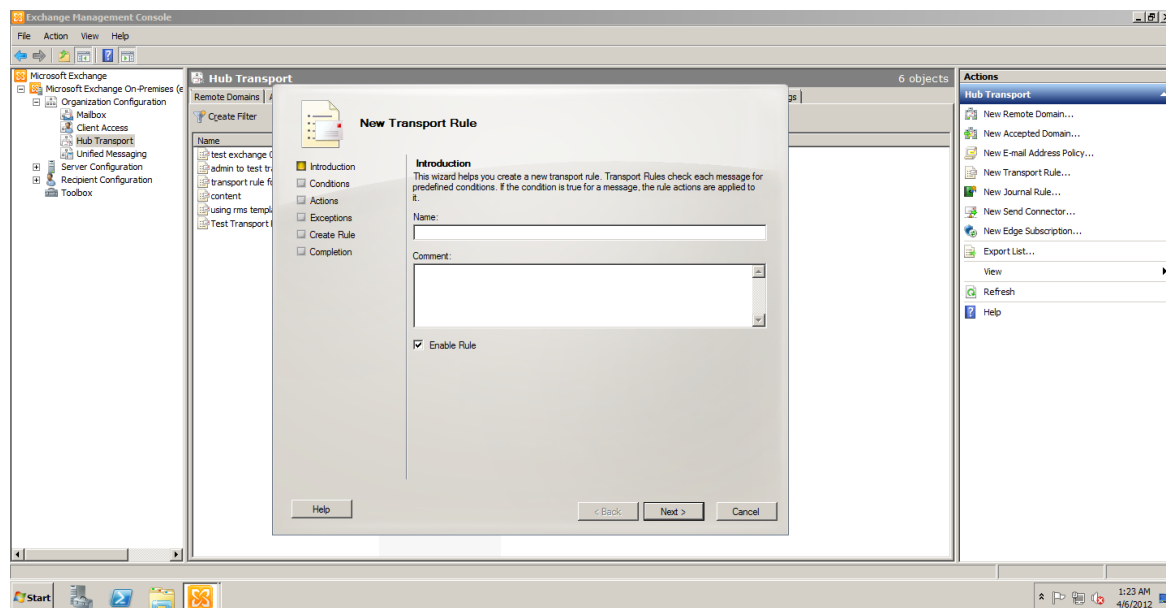 Exchange Management Console
File Action View Help
Microsoft Exchange
Microsoft Exchange On-Premises (e
Organization Configuration
Mailbox
Client Access
Hub Transport
Unified Messaging
Server Configuration
Recipient Configuration
Toolbox
Hub Transport 6 objects
Remote Domains A gs
Create Filter
Name
test exchange (
admin to test tr
transport rule f
content
using rms templ
Test Transport
New Transport Rule
Introduction
Conditions
Actions
Exceptions
Create Rule
Completion
Introduction
This wizard helps you create a new transport rule. Transport Rules check each message for
predefined conditions. If the condition is true for a message, the rule actions are applied to
it.
Name:
Comment:
Enable Rule
Help
< Back
Next >
Cancel
Actions
Hub Transport
New Remote Domain...
New Accepted Domain...
New E-mail Address Policy...
New Transport Rule...
New Journal Rule...
New Send Connector...
New Edge Subscription...
Export List...
View
Refresh
Help
Start
1:23 AM
4/6/2012